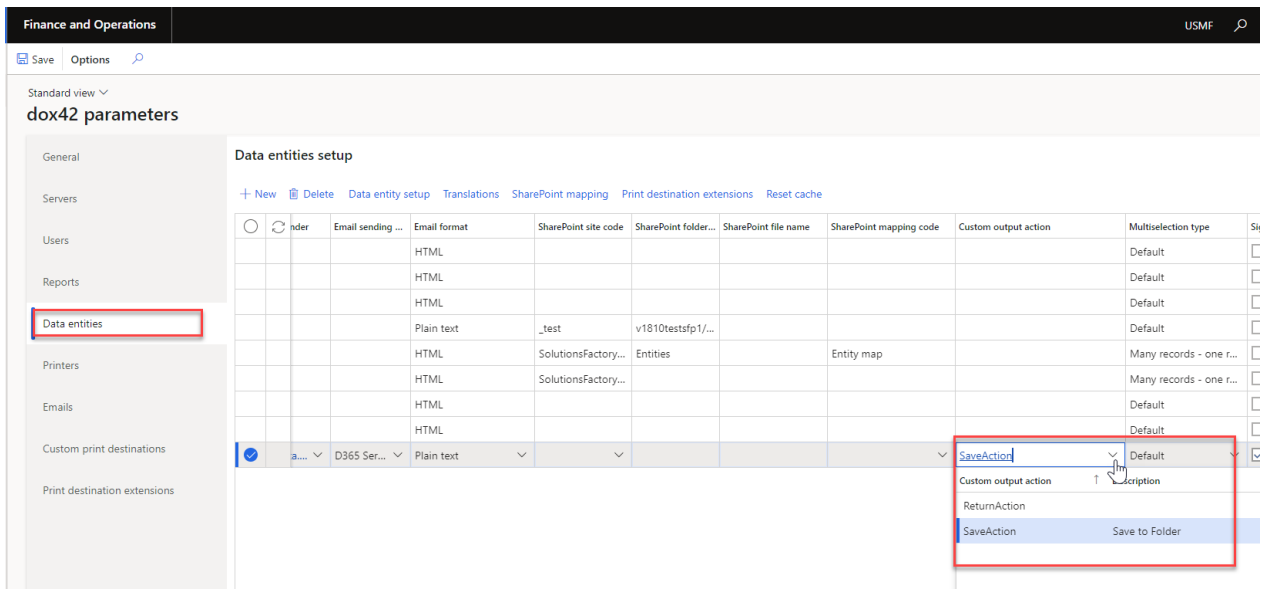 Finance and Operations USMF
Save Options
Standard view
dox42 parameters
General
Servers
Users
Reports
Data entities
Printers
Emails
Custom print destinations
Print destination extensions
Data entities setup
New Delete Data entity setup Translations SharePoint mapping Print destination extensions Reset cache
nder Email sending ... Email format SharePoint site code SharePoint folder... SharePoint file name SharePoint mapping code Custom output action Multiselection type
HTML Default
HTML Default
HTML Default
Plain text _test v1810testsfp1/... Default
HTML SolutionsFactory... Entities Entity map Many records - one r...
HTML SolutionsFactory... Many records - one r...
HTML Default
HTML Default
a.... D365 Ser... Plain text SaveAction Default
Custom output action ↑
ReturnAction
SaveAction Save to Folder